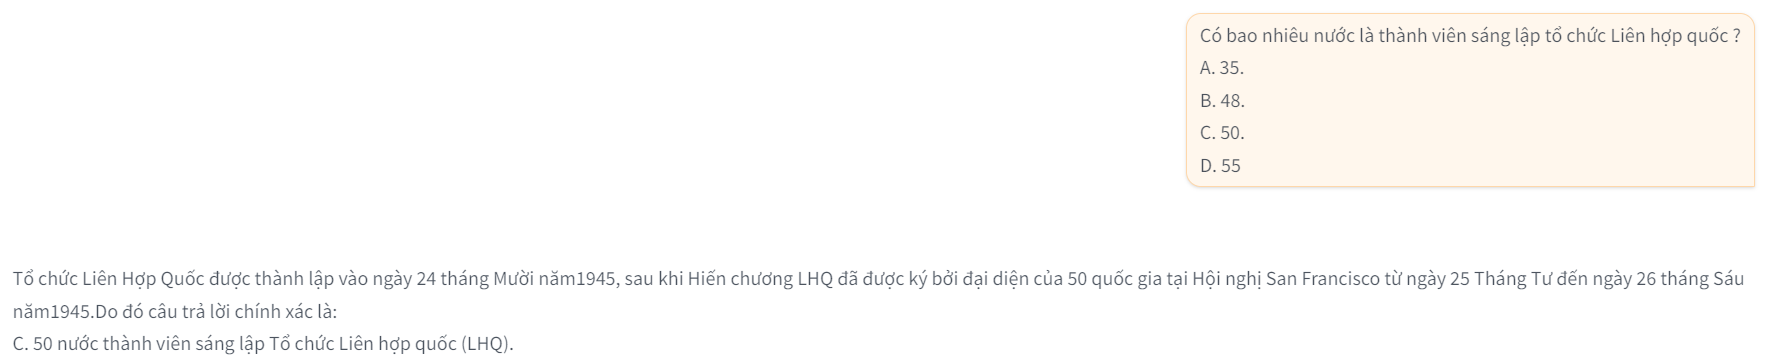 Có bao nhiêu nước là thành viên sáng lập tổ chức Liên hợp quốc ?
A. 35.
B. 48.
C. 50.
D. 55
Tổ chức Liên Hợp Quốc được thành lập vào ngày 24 tháng Mười năm1945, sau khi Hiến chương LHQ đã được ký bởi đại diện của 50 quốc gia tại Hội nghị San Francisco từ ngày 25 Tháng Tư đến ngày 26 tháng Sáu
năm1945.Do đó câu trả lời chính xác là:
C. 50 nước thành viên sáng lập Tổ chức Liên hợp quốc (LHQ).